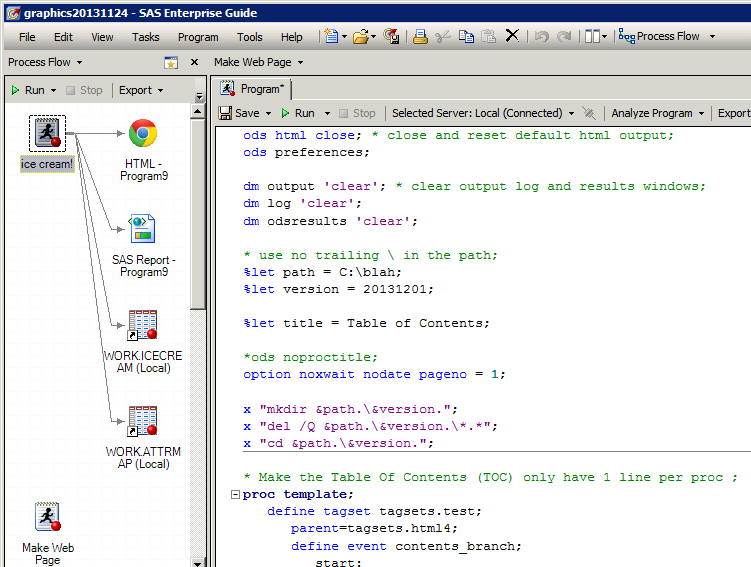 graphics20131124 - SAS Enterprise Guide
File Edit View Tasks Program Tools Help Process Flow
Process Flow
Run Stop Export
ice cream!
HTML -
Program9
SAS Report -
Program9
WORK.ICECRE
AM (Local)
WORK.ATTRM
AP (Local)
Make Web
Page
Make Web Page
Program*
Save Run Stop Selected Server: Local (Connected) Analyze Program Export
ods html close; * close and reset default html output;
ods preferences;
dm output 'clear'; * clear output log and results windows;
dm log 'clear';
dm odsresults 'clear';
* use no trailing \ in the path;
%let path = C:\blah;
%let version = 20131201;
%let title = Table of Contents;
*ods noproctitle;
option noxwait nodate pageno = 1;
x "mkdir &path.\&version.";
x "del /Q &path.\&version.\*.*";
x "cd &path.\&version.";
* Make the Table Of Contents (TOC) only have 1 line per proc ;
proc template;
define tagset tagsets.test;
parent=tagsets.html4;
define event contents_branch;
start: